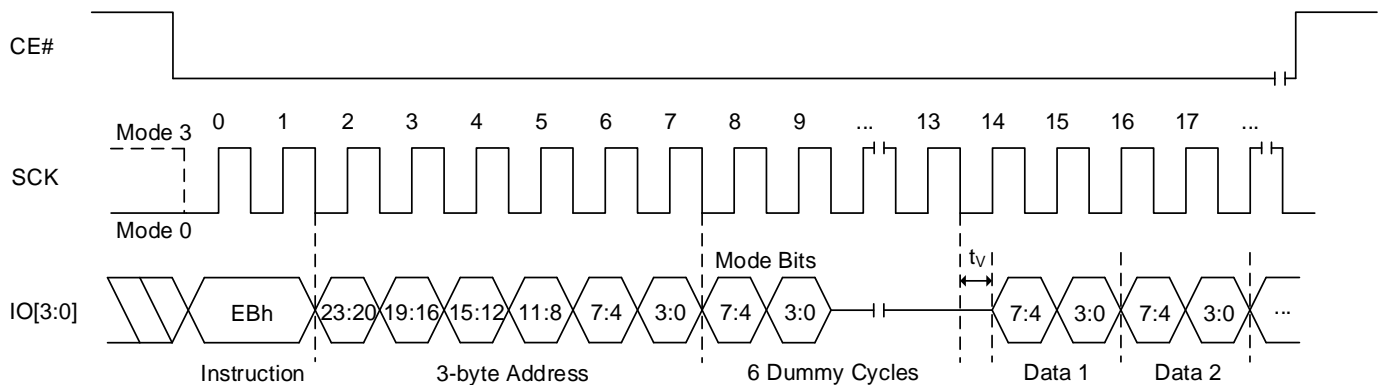 CE#
0 1 2 3 4 5 6 7 8 9 ... 13 14 15 16 17 ...
Mode 3
SCK
Mode 0
Mode Bits tV
IO[3:0] EBh 23:20 19:16 15:12 11:8 7:4 3:0 7:4 3:0 7:4 3:0 7:4 3:0 ...
Instruction 3-byte Address 6 Dummy Cycles Data 1 Data 2